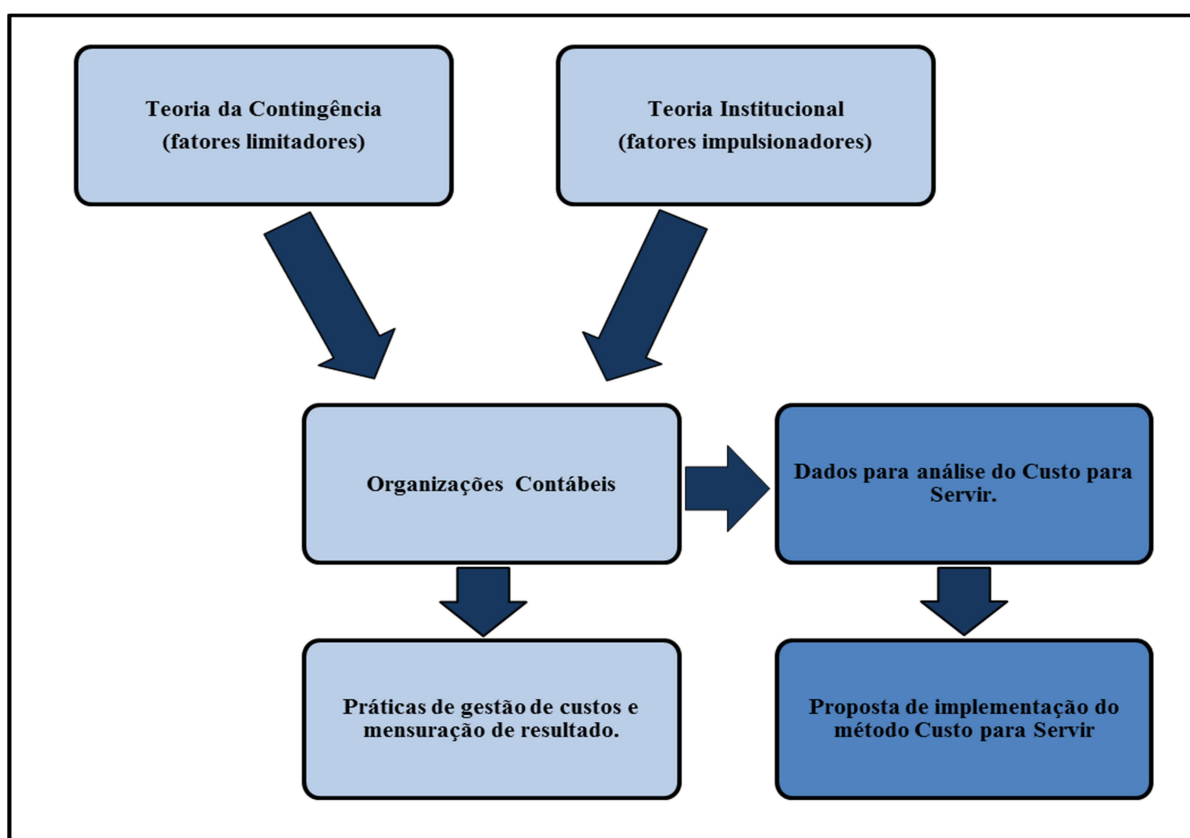 Teoria da Contingência
(fatores limitadores)
Teoria Institucional
(fatores impulsionadores)
Organizações Contábeis
Dados para análise do Custo para
Servir.
Práticas de gestão de custos e
mensuração de resultado.
Proposta de implementação do
método Custo para Servir